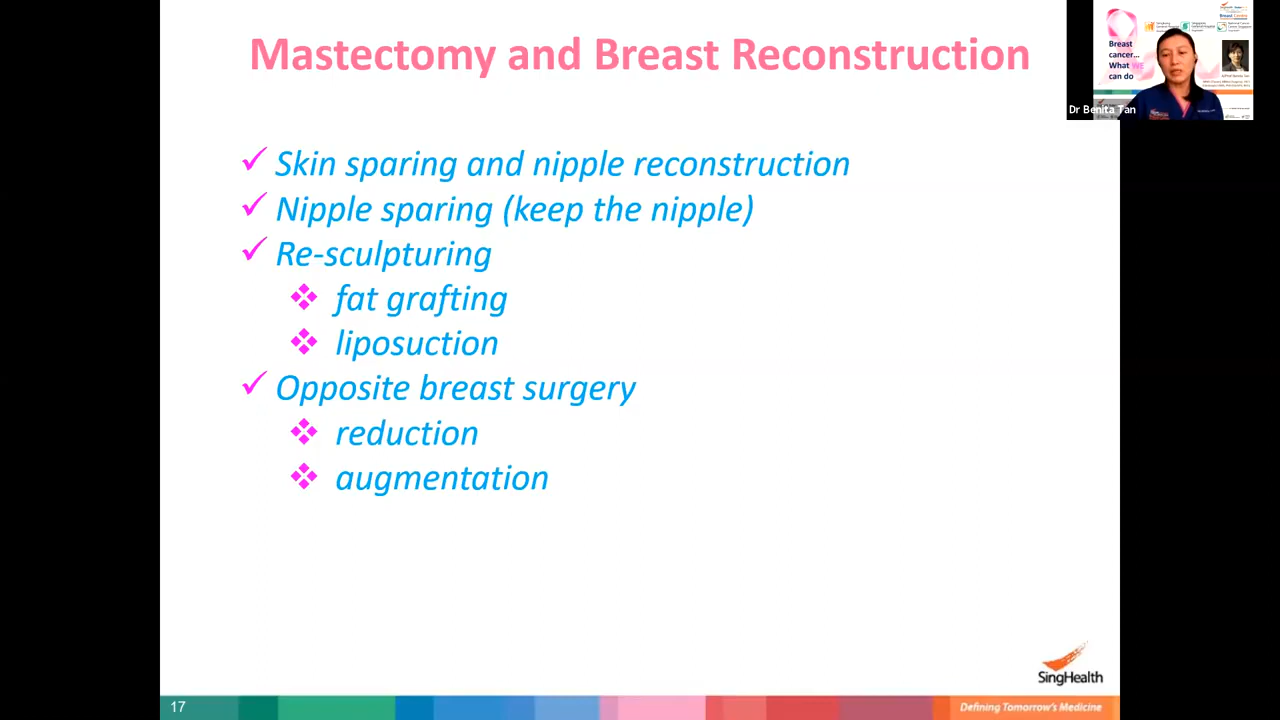 Mastectomy and Breast Reconstruction
Skin sparing and nipple reconstruction
Nipple sparing (keep the nipple)
Re-sculpturing
fat grafting
liposuction
Opposite breast surgery
reduction
augmentation
SingHealth
17
Defining Tomorrow's Medicine
Breast
cancer...
What WE
can do
Dr Benita Tan